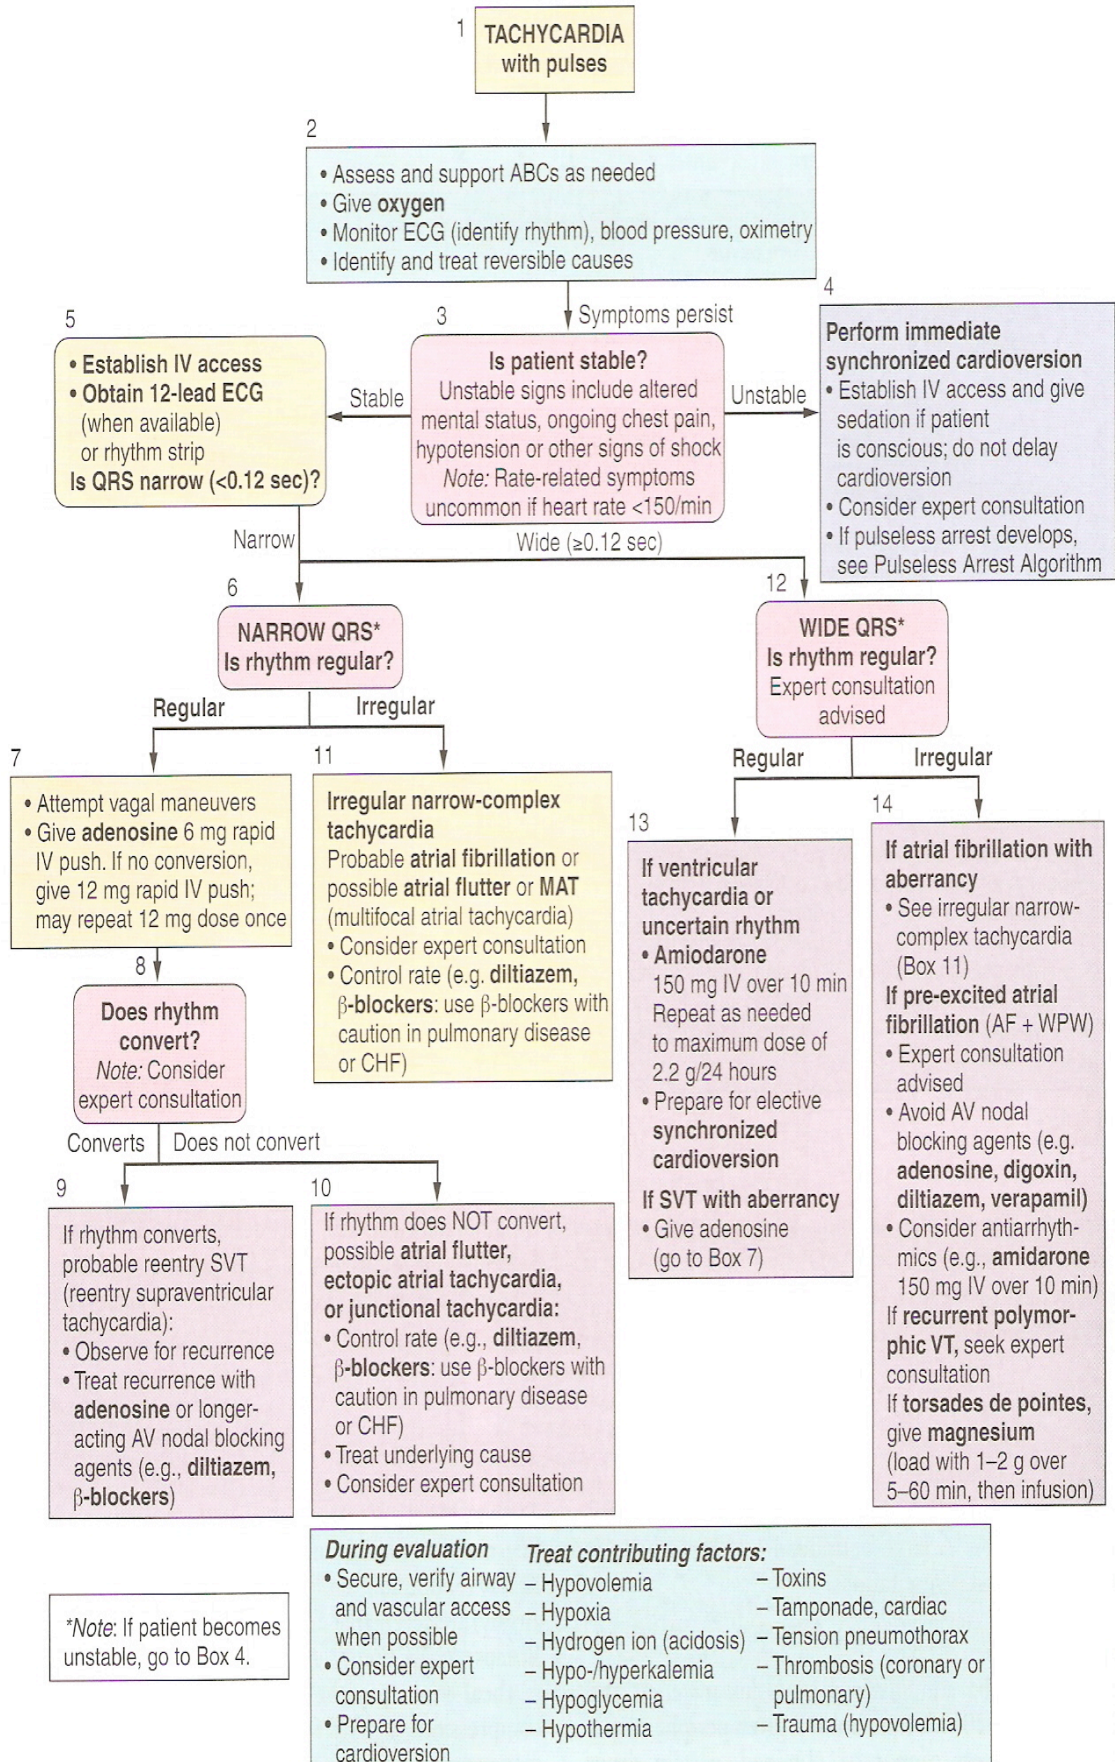 1
TACHYCARDIA
with pulses
2
• Assess and support ABCs as needed
• Give oxygen
• Monitor ECG (identify rhythm), blood pressure, oximetry
• Identify and treat reversible causes
Symptoms persist
3
Is patient stable?
Unstable signs include altered
mental status, ongoing chest pain,
hypotension or other signs of shock
Note: Rate-related symptoms
uncommon if heart rate <150/min
Stable
Unstable
4
Perform immediate
synchronized cardioversion
• Establish IV access and give
sedation if patient
is conscious; do not delay
cardioversion
• Consider expert consultation
• If pulseless arrest develops,
see Pulseless Arrest Algorithm
5
• Establish IV access
• Obtain 12-lead ECG
(when available)
or rhythm strip
Is QRS narrow (<0.12 sec)?
Narrow
Wide (≥0.12 sec)
6
NARROW QRS*
Is rhythm regular?
Regular
Irregular
7
• Attempt vagal maneuvers
• Give adenosine 6 mg rapid
IV push. If no conversion,
give 12 mg rapid IV push;
may repeat 12 mg dose once
8
Does rhythm
convert?
Note: Consider
expert consultation
Converts
Does not convert
9
If rhythm converts,
probable reentry SVT
(reentry supraventricular
tachycardia):
• Observe for recurrence
• Treat recurrence with
adenosine or longer-
acting AV nodal blocking
agents (e.g., diltiazem,
β-blockers)
10
If rhythm does NOT convert,
possible atrial flutter,
ectopic atrial tachycardia,
or junctional tachycardia:
• Control rate (e.g., diltiazem,
β-blockers: use β-blockers with
caution in pulmonary disease
or CHF)
• Treat underlying cause
• Consider expert consultation
11
Irregular narrow-complex
tachycardia
Probable atrial fibrillation or
possible atrial flutter or MAT
(multifocal atrial tachycardia)
• Consider expert consultation
• Control rate (e.g. diltiazem,
β-blockers: use β-blockers with
caution in pulmonary disease
or CHF)
12
WIDE QRS*
Is rhythm regular?
Expert consultation
advised
Regular
Irregular
13
If ventricular
tachycardia or
uncertain rhythm
• Amiodarone
150 mg IV over 10 min
Repeat as needed
to maximum dose of
2.2 g/24 hours
• Prepare for elective
synchronized
cardioversion
If SVT with aberrancy
• Give adenosine
(go to Box 7)
14
If atrial fibrillation with
aberrancy
• See irregular narrow-
complex tachycardia
(Box 11)
If pre-excited atrial
fibrillation (AF + WPW)
• Expert consultation
advised
• Avoid AV nodal
blocking agents (e.g.
adenosine, digoxin,
diltiazem, verapamil)
• Consider antiarrhyth-
mics (e.g., amidarone
150 mg IV over 10 min)
If recurrent polymor-
phic VT, seek expert
consultation
If torsades de pointes,
give magnesium
(load with 1–2 g over
5–60 min, then infusion)
*Note: If patient becomes
unstable, go to Box 4.
During evaluation
• Secure, verify airway
and vascular access
when possible
• Consider expert
consultation
• Prepare for
cardioversion
Treat contributing factors:
– Hypovolemia
– Hypoxia
– Hydrogen ion (acidosis)
– Hypo-/hyperkalemia
– Hypoglycemia
– Hypothermia
– Toxins
– Tamponade, cardiac
– Tension pneumothorax
– Thrombosis (coronary or
pulmonary)
– Trauma (hypovolemia)